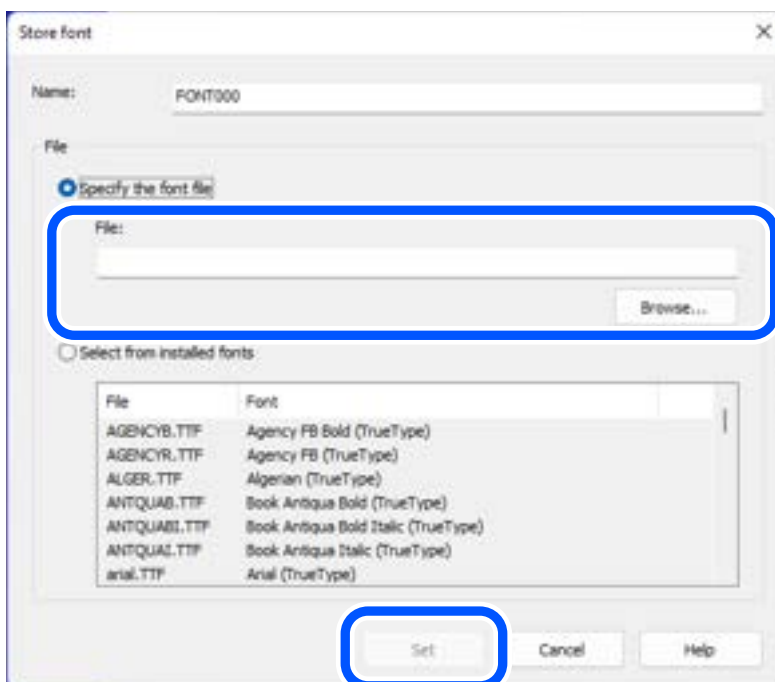 Store font
Name: FONT000
File
Specify the font file
File:
Browse...
Select from installed fonts
File Font
AGENCYB.TTF Agency FB Bold (TrueType)
AGENCYR.TTF Agency FB (TrueType)
ALGER.TTF Algerian (TrueType)
ANTQUAB.TTF Book Antiqua Bold (TrueType)
ANTQUABI.TTF Book Antiqua Bold Italic (TrueType)
ANTQUAI.TTF Book Antiqua Italic (TrueType)
arial.TTF Arial (TrueType)
Set Cancel Help